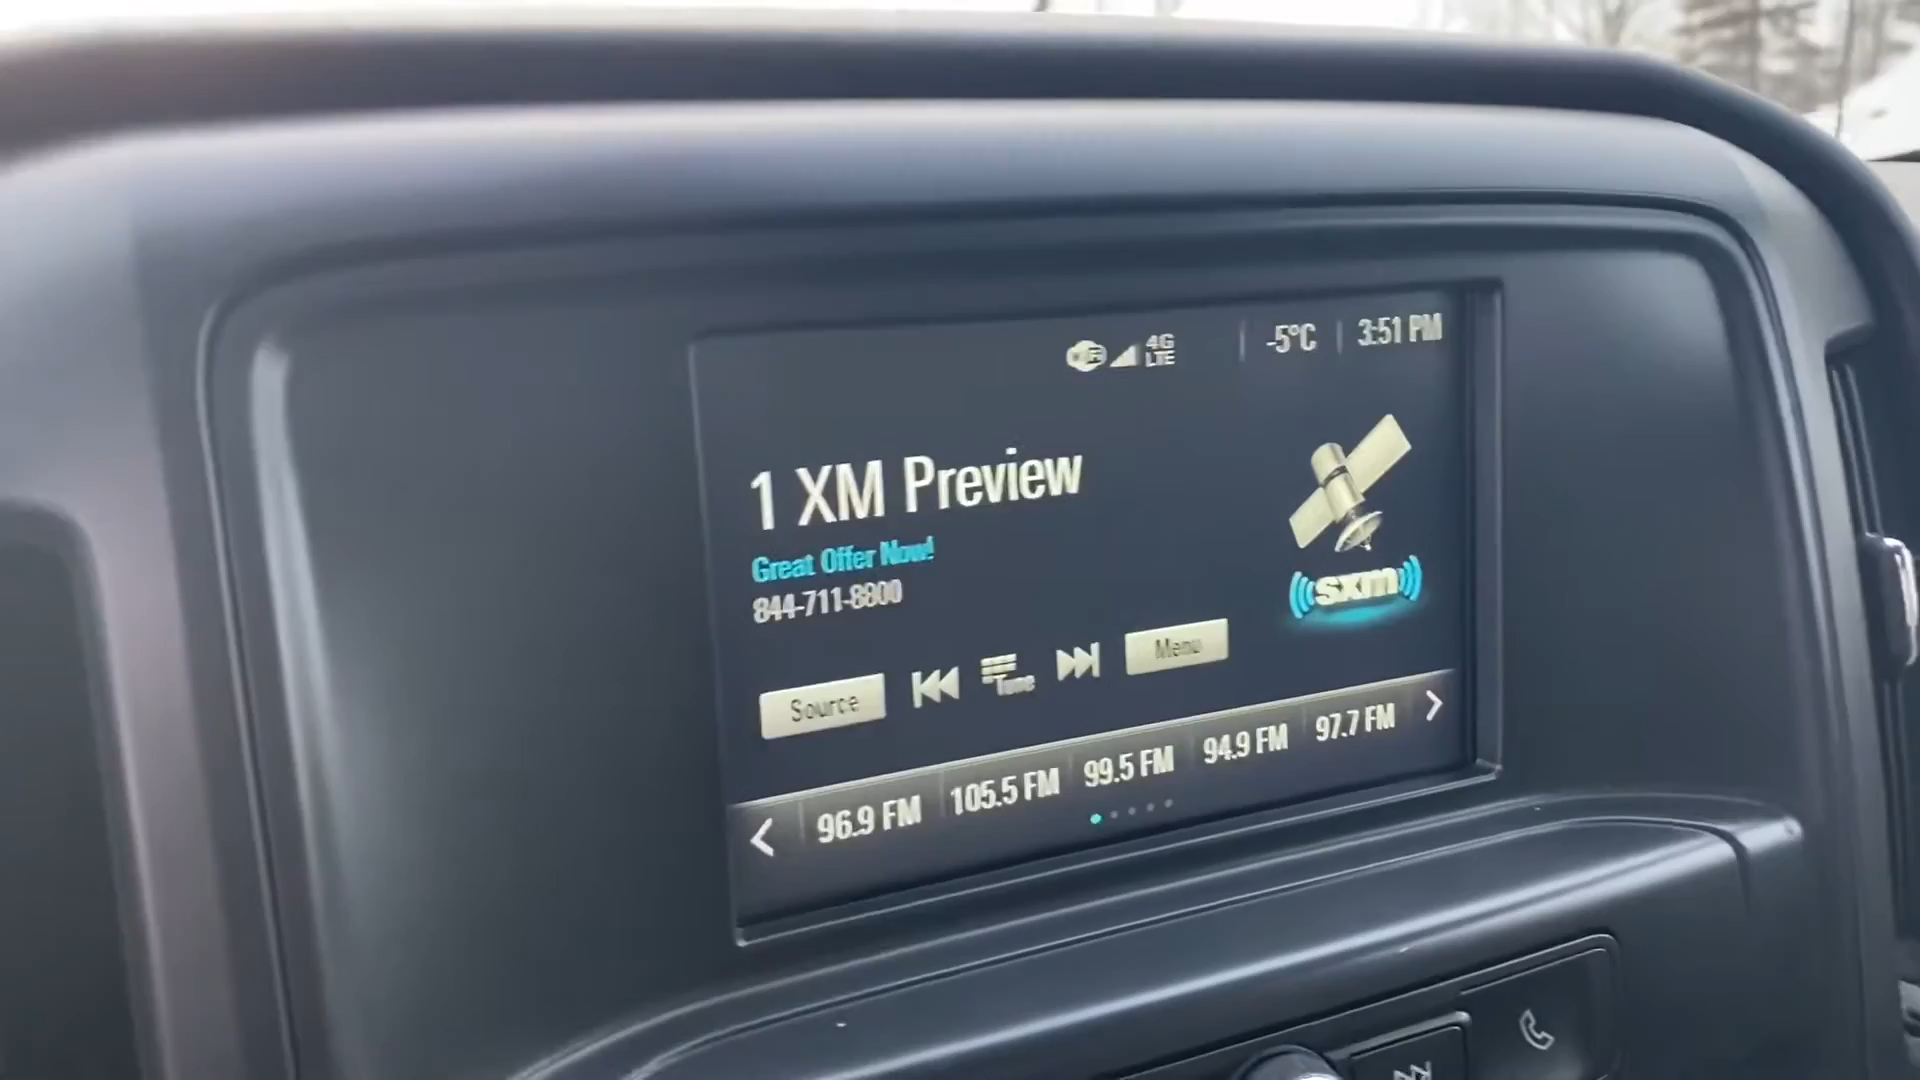 WiFi 4G LTE -5°C 3:51 PM
1 XM Preview
Great Offer Now!
844-711-8800
sxm
Source Tune Menu
96.9 FM 105.5 FM 99.5 FM 94.9 FM 97.7 FM